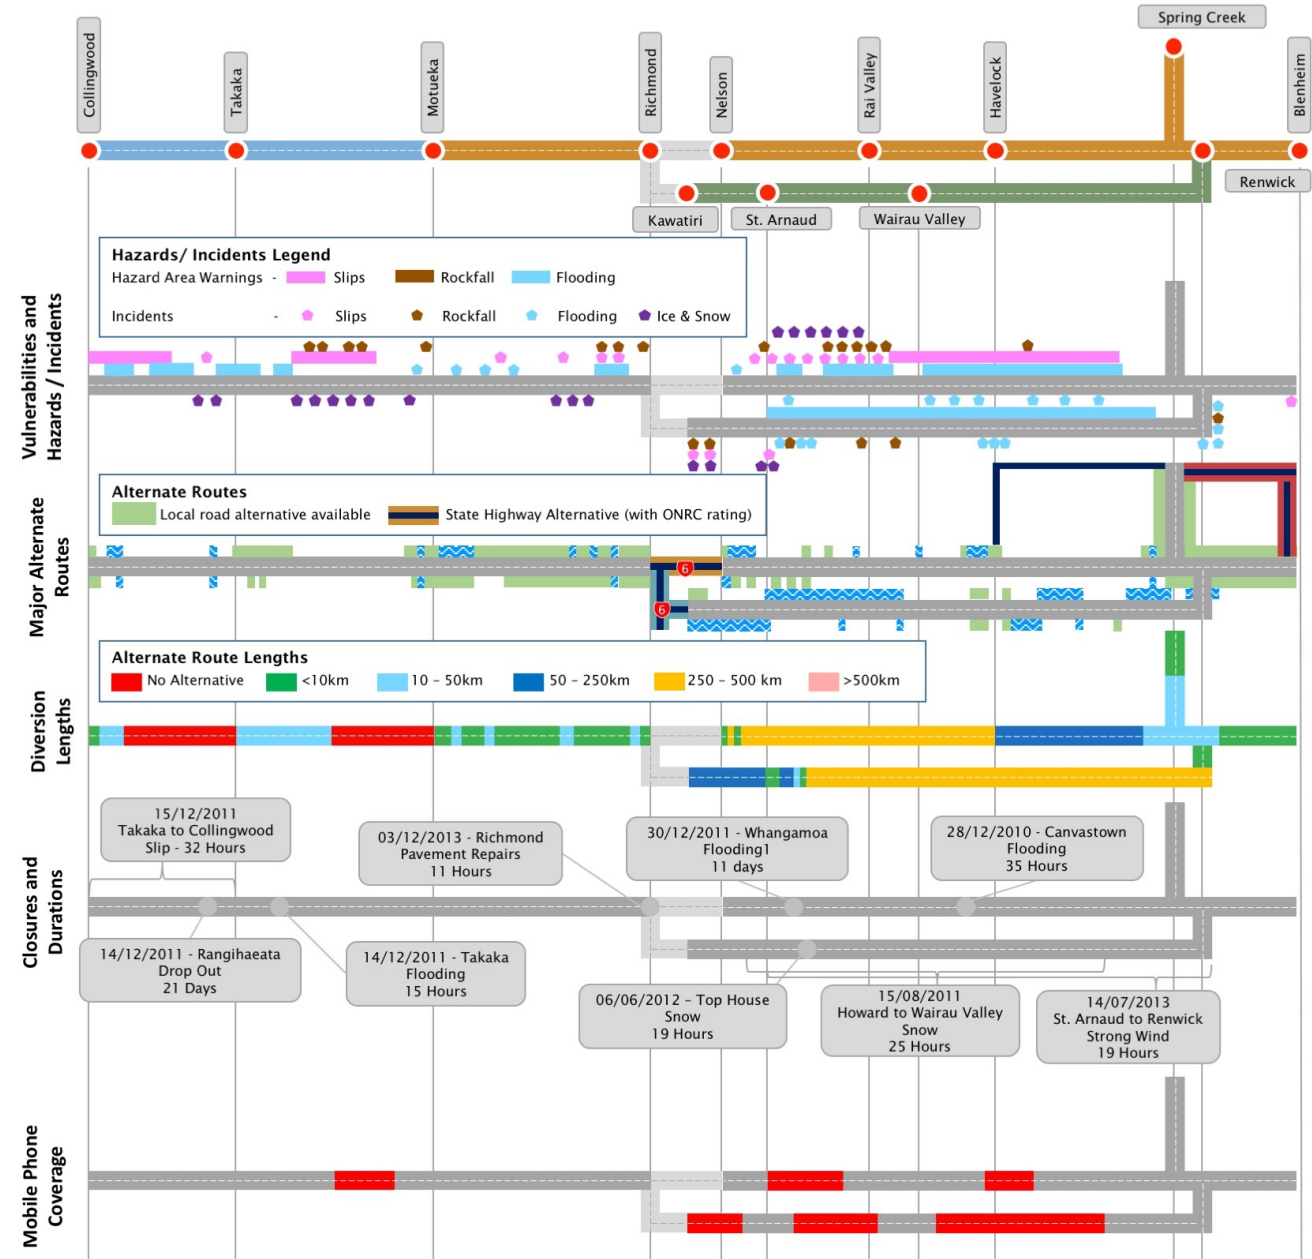 Spring Creek
Collingwood
Takaka
Motueka
Richmond
Nelson
Rai Valley
Havelock
Blenheim
Renwick
Kawatiri
St. Arnaud
Wairau Valley
Vulnerabilities and
Hazards / Incidents
Hazards/ Incidents Legend
Hazard Area Warnings - Slips Rockfall Flooding
Incidents - Slips Rockfall Flooding Ice & Snow
Major Alternate
Routes
Alternate Routes
Local road alternative available State Highway Alternative (with ONRC rating)
6
6
Diversion
Lengths
Alternate Route Lengths
No Alternative <10km 10 – 50km 50 – 250km 250 – 500 km >500km
Closures and
Durations
15/12/2011
Takaka to Collingwood
Slip - 32 Hours
03/12/2013 - Richmond
Pavement Repairs
11 Hours
30/12/2011 - Whangamoa
Flooding1
11 days
28/12/2010 - Canvastown
Flooding
35 Hours
14/12/2011 - Rangihaeata
Drop Out
21 Days
14/12/2011 - Takaka
Flooding
15 Hours
06/06/2012 – Top House
Snow
19 Hours
15/08/2011
Howard to Wairau Valley
Snow
25 Hours
14/07/2013
St. Arnaud to Renwick
Strong Wind
19 Hours
Mobile Phone
Coverage